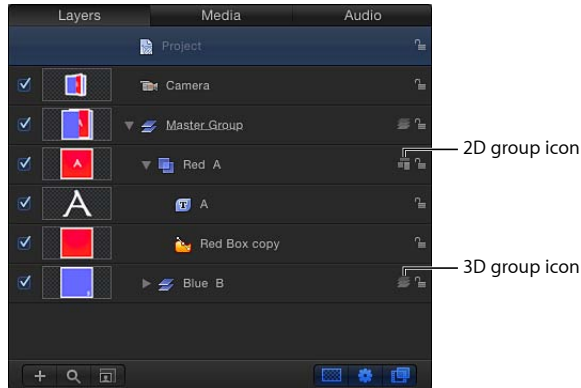 Layers Media Audio
Project
Camera
Master Group
2D group icon
Red A
A
T A
Red Box copy
3D group icon
Blue B